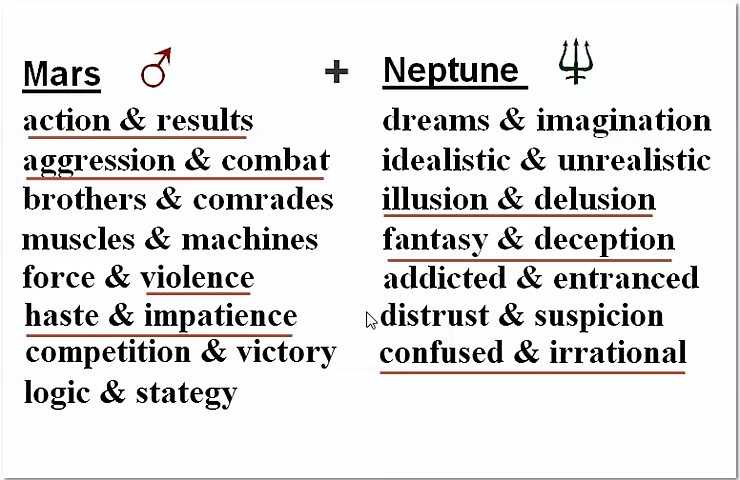 Mars + Neptune
action & results
aggression & combat
brothers & comrades
muscles & machines
force & violence
haste & impatience
competition & victory
logic & stategy
dreams & imagination
idealistic & unrealistic
illusion & delusion
fantasy & deception
addicted & entranced
distrust & suspicion
confused & irrational